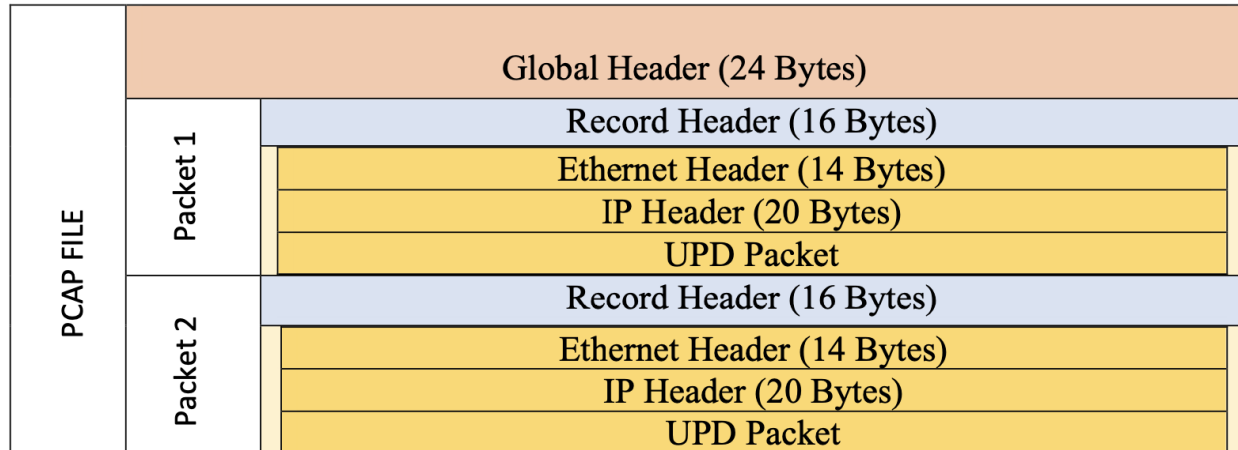 PCAP FILE
Global Header (24 Bytes)
Packet 1
Record Header (16 Bytes)
Ethernet Header (14 Bytes)
IP Header (20 Bytes)
UPD Packet
Packet 2
Record Header (16 Bytes)
Ethernet Header (14 Bytes)
IP Header (20 Bytes)
UPD Packet